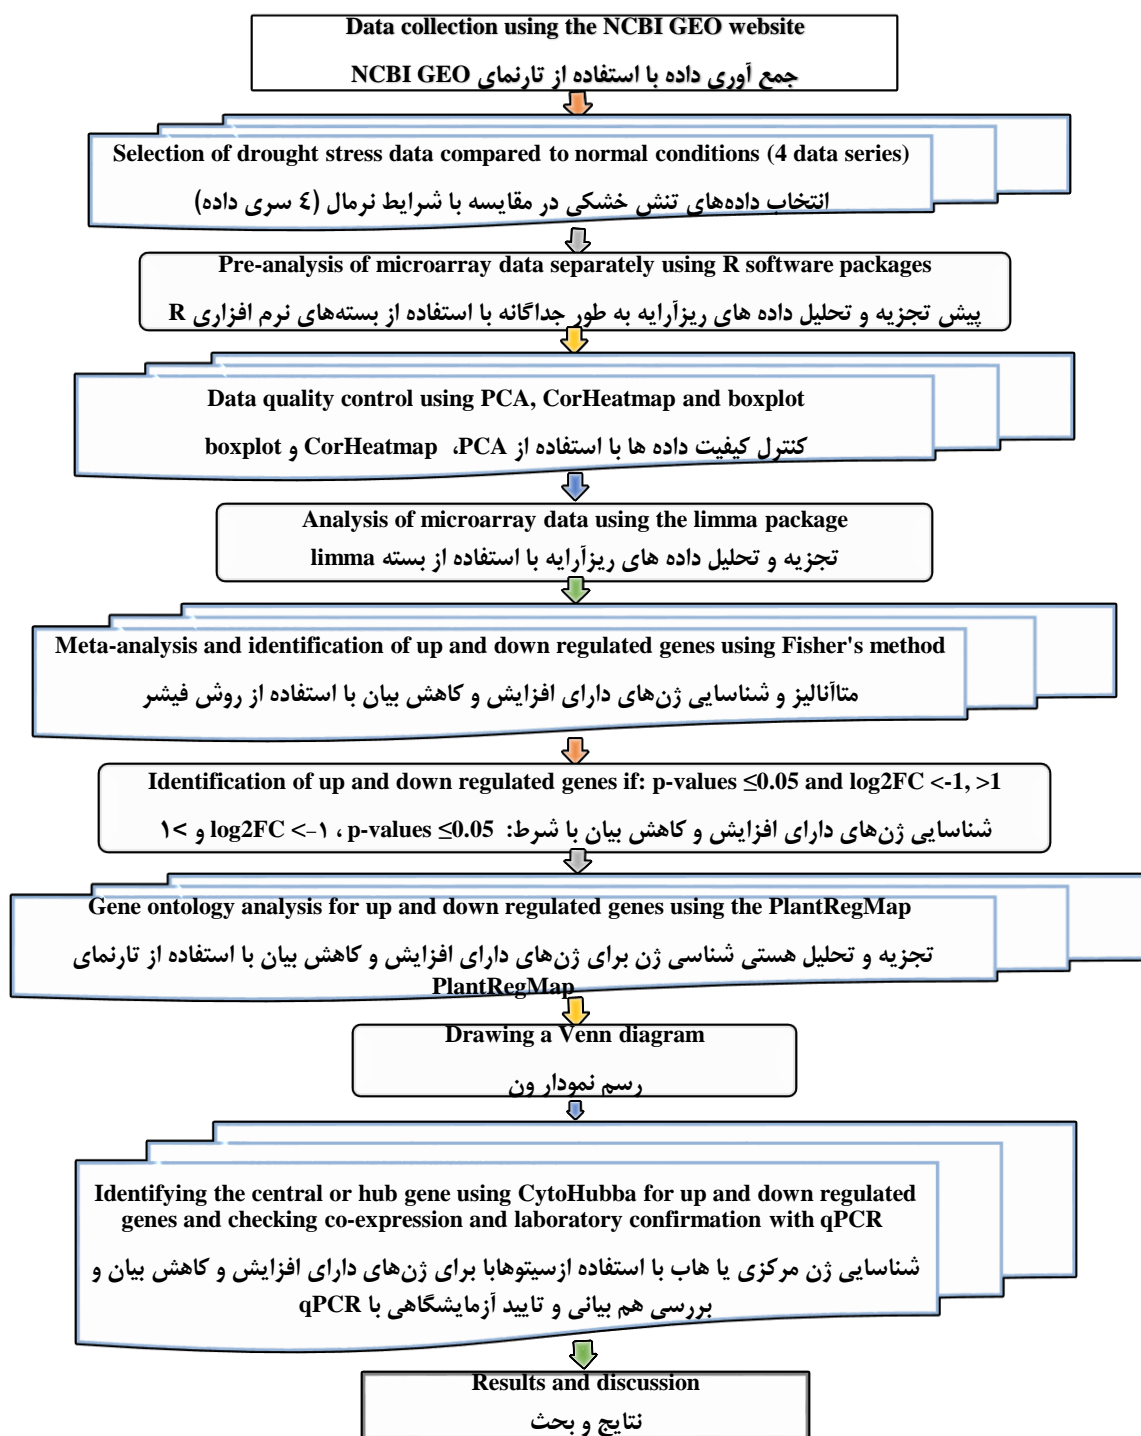 Data collection using the NCBI GEO website
جمع آوری داده با استفاده از تارنمای NCBI GEO
Selection of drought stress data compared to normal conditions (4 data series)
انتخاب داده‌های تنش خشکی در مقایسه با شرایط نرمال (٤ سری داده)
Pre-analysis of microarray data separately using R software packages
پیش تجزیه و تحلیل داده های ریزآرایه به طور جداگانه با استفاده از بسته‌های نرم افزاری R
Data quality control using PCA, CorHeatmap and boxplot
کنترل کیفیت داده ها با استفاده از PCA، CorHeatmap و boxplot
Analysis of microarray data using the limma package
تجزیه و تحلیل داده های ریزآرایه با استفاده از بسته limma
Meta-analysis and identification of up and down regulated genes using Fisher's method
متاآنالیز و شناسایی ژن‌های دارای افزایش و کاهش بیان با استفاده از روش فیشر
Identification of up and down regulated genes if: p-values ≤0.05 and log2FC <-1, >1
شناسایی ژن‌های دارای افزایش و کاهش بیان با شرط: p-values ≤0.05 ، log2FC <-۱ و >۱
Gene ontology analysis for up and down regulated genes using the PlantRegMap
تجزیه و تحلیل هستی شناسی ژن برای ژن‌های دارای افزایش و کاهش بیان با استفاده از تارنمای
PlantRegMap
Drawing a Venn diagram
رسم نمودار ون
Identifying the central or hub gene using CytoHubba for up and down regulated
genes and checking co-expression and laboratory confirmation with qPCR
شناسایی ژن مرکزی یا هاب با استفاده ازسیتوهابا برای ژن‌های دارای افزایش و کاهش بیان و
بررسی هم بیانی و تایید آزمایشگاهی با qPCR
Results and discussion
نتایج و بحث